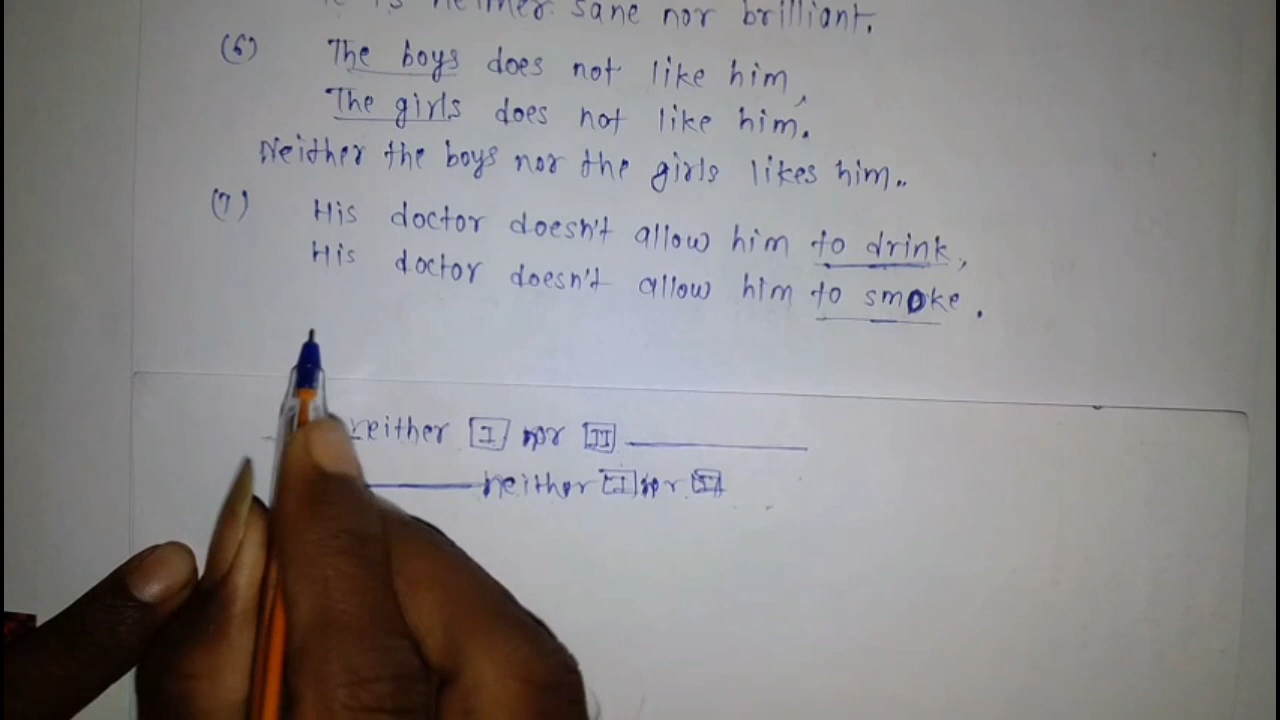 neither sane nor brilliant.
(6) The boys does not like him,
The girls does not like him.
Neither the boys nor the girls likes him..
(7) His doctor doesn't allow him to drink,
His doctor doesn't allow him to smoke.
neither I nor II
neither I nor II